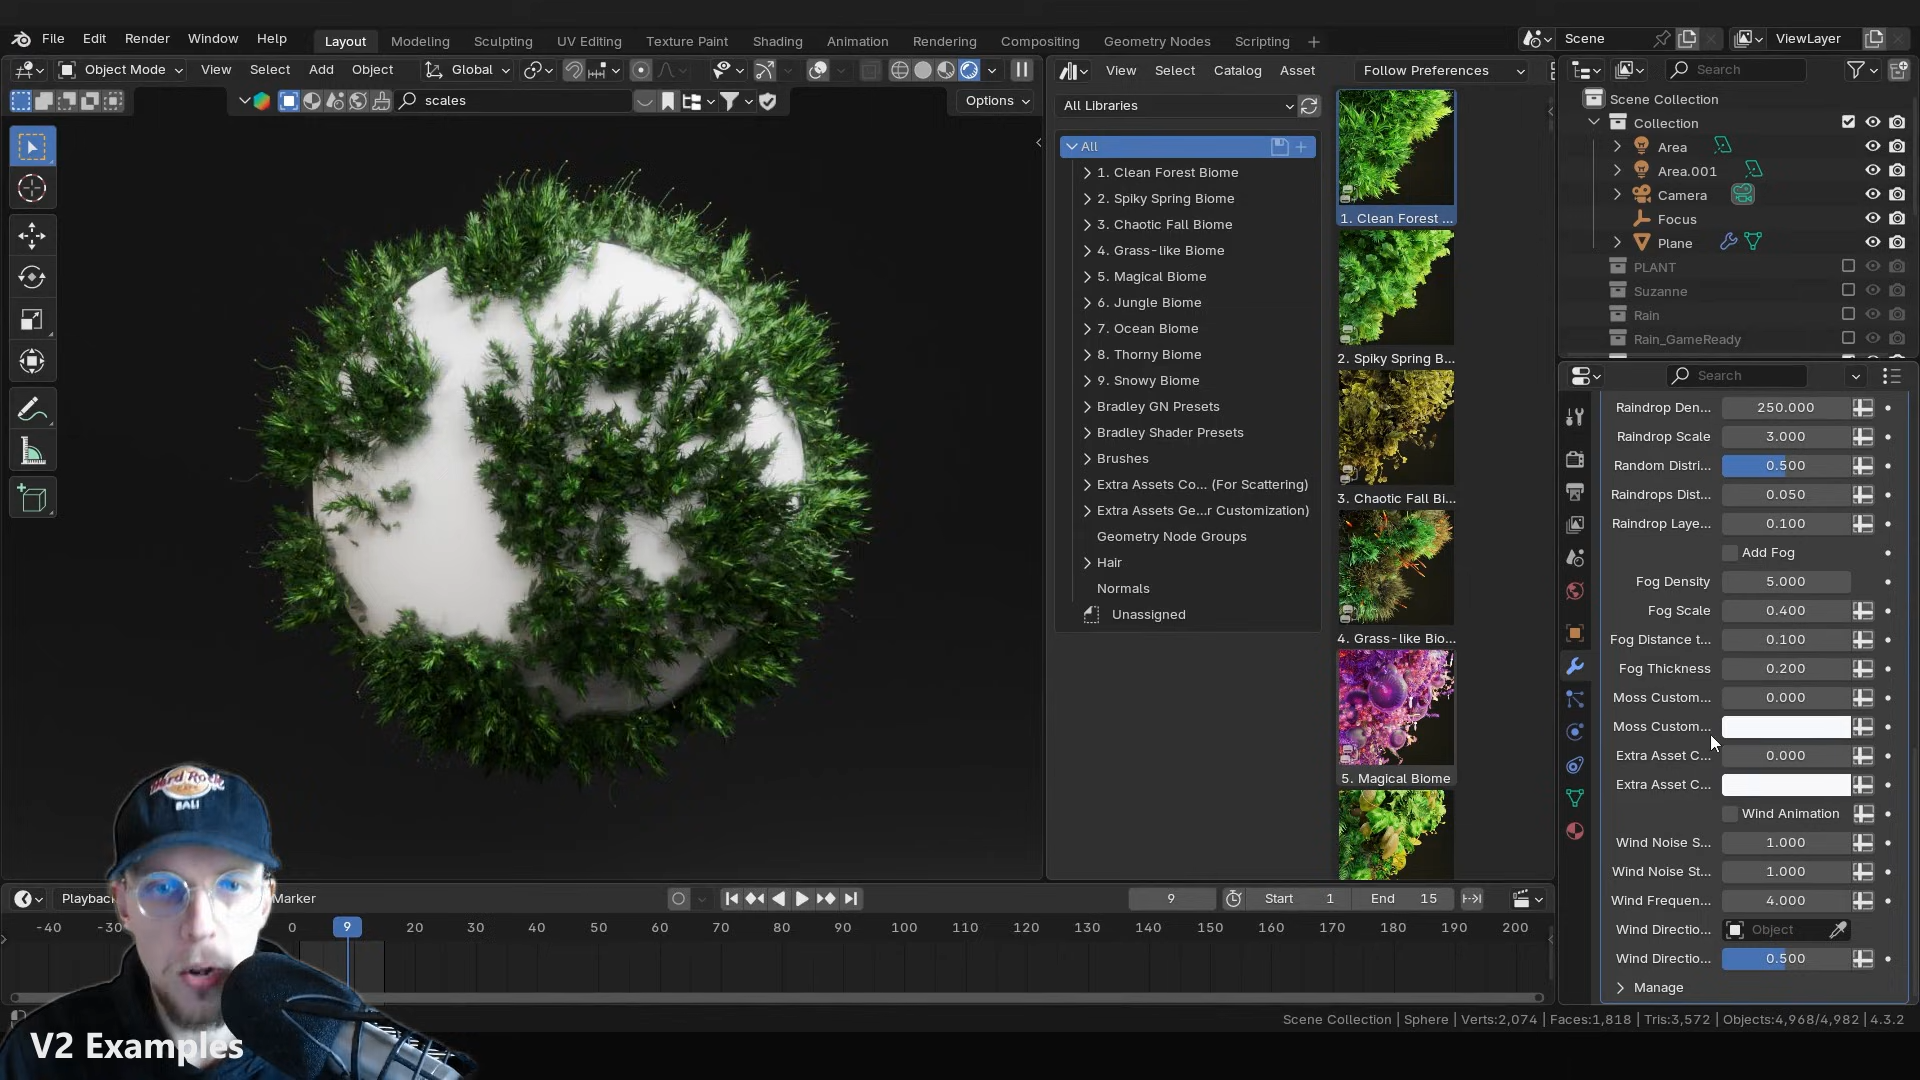 File Edit Render Window Help Layout Modeling Sculpting UV Editing Texture Paint Shading Animation Rendering Compositing Geometry Nodes Scripting + Scene ViewLayer
Object Mode View Select Add Object Global View Select Catalog Asset Follow Preferences Search
scales Options
All Libraries
All
1. Clean Forest Biome
2. Spiky Spring Biome
3. Chaotic Fall Biome
4. Grass-like Biome
5. Magical Biome
6. Jungle Biome
7. Ocean Biome
8. Thorny Biome
9. Snowy Biome
Bradley GN Presets
Bradley Shader Presets
Brushes
Extra Assets Co... (For Scattering)
Extra Assets Ge...r Customization)
Geometry Node Groups
Hair
Normals
Unassigned
1. Clean Forest ...
2. Spiky Spring B...
3. Chaotic Fall Bi...
4. Grass-like Bio...
5. Magical Biome
Scene Collection
Collection
Area
Area.001
Camera
Focus
Plane
PLANT
Suzanne
Rain
Rain_GameReady
Search
Raindrop Den... 250.000
Raindrop Scale 3.000
Random Distri... 0.500
Raindrops Dist... 0.050
Raindrop Laye... 0.100
Add Fog
Fog Density 5.000
Fog Scale 0.400
Fog Distance t... 0.100
Fog Thickness 0.200
Moss Custom... 0.000
Moss Custom...
Extra Asset C... 0.000
Extra Asset C...
Wind Animation
Wind Noise S... 1.000
Wind Noise St... 1.000
Wind Frequen... 4.000
Wind Directio... Object
Wind Directio... 0.500
Manage
Hard Rock
BALI
Marker 9 Start 1 End 15
-40 0 9 20 30 40 50 60 70 80 90 100 110 120 130 140 150 160 170 180 190 200
Scene Collection | Sphere | Verts:2,074 | Faces:1,818 | Tris:3,572 | Objects:4,968/4,982 | 4.3.2
V2 Examples